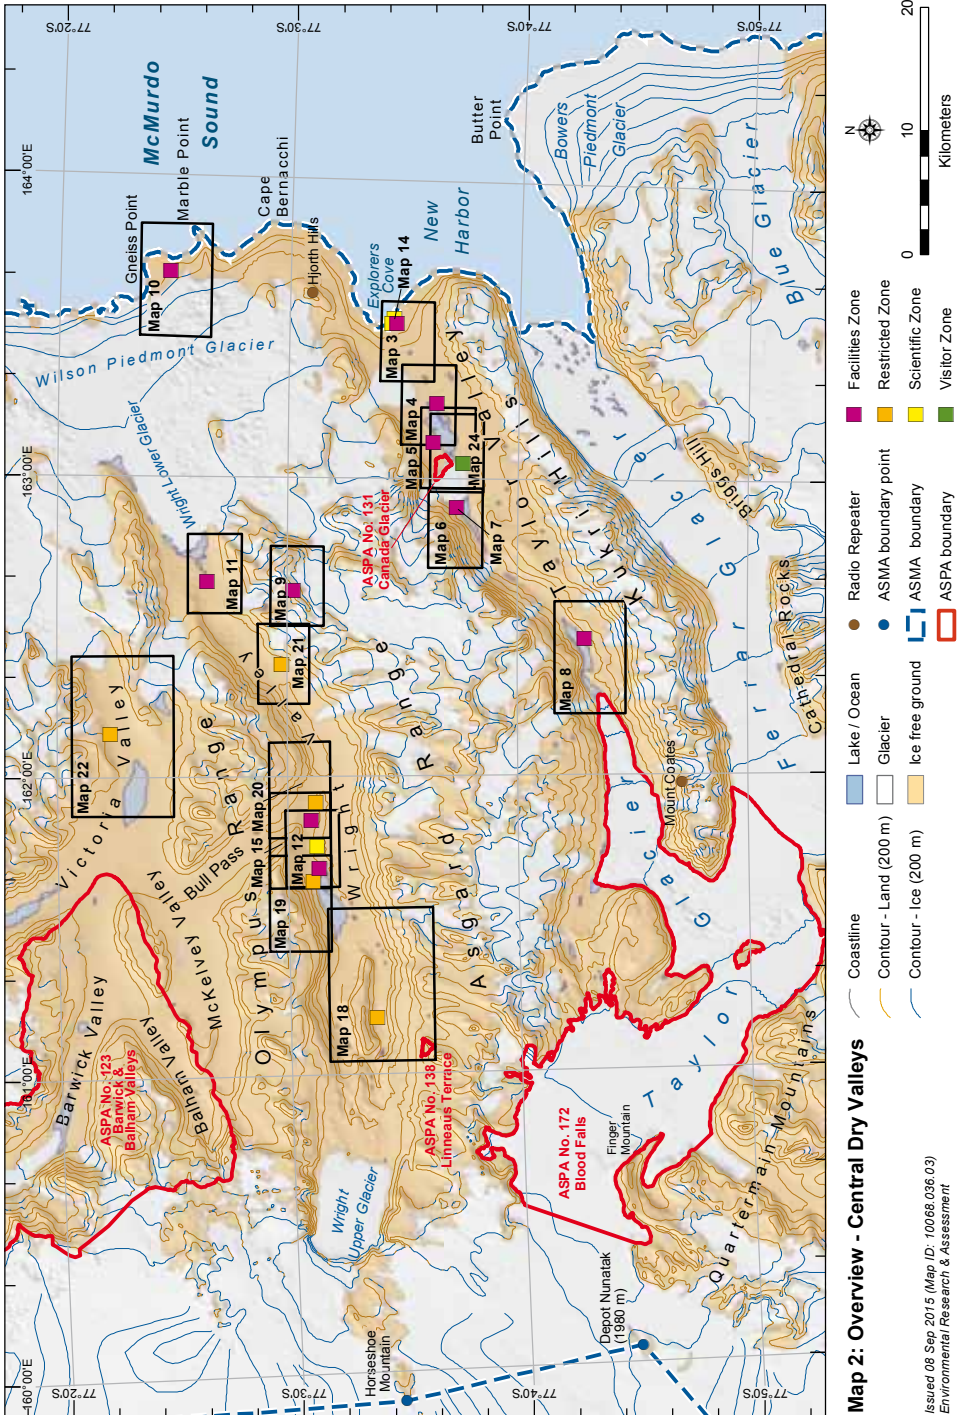 160°00'E
161°00'E
162°00'E
163°00'E
164°00'E
77°20'S
77°20'S
77°30'S
77°30'S
77°40'S
77°40'S
77°50'S
77°50'S
McMurdo
Sound
Gneiss Point
Marble Point
Cape
Bernacchi
Hjorth Hills
Explorers
Cove
New
Harbor
Butter
Point
Bowers
Piedmont
Glacier
Blue Glacier
Wilson Piedmont Glacier
Wright Lower Glacier
Victoria Valley
Barwick Valley
Balham Valley
McKelvey Valley
Bull Pass
Olympus Range
Wright Valley
Asgard Range
Taylor Valley
Kukri Hills
Briggs Hill
Ferrar Glacier
Cathedral Rocks
Mount Coates
Taylor Glacier
Finger
Mountain
Quartermain Mountains
Depot Nunatak
(1980 m)
Horseshoe
Mountain
Wright
Upper Glacier
ASPA No. 123
Barwick &
Balham Valleys
ASPA No. 138
Linneaus Terrace
ASPA No. 172
Blood Falls
ASPA No. 131
Canada Glacier
Map 10
Map 14
Map 3
Map 4
Map 5
Map 24
Map 6
Map 7
Map 8
Map 11
Map 9
Map 21
Map 22
Map 20
Map 15
Map 12
Map 19
Map 18
Map 2: Overview - Central Dry Valleys
Issued 08 Sep 2015 (Map ID: 10068.036.03)
Environmental Research & Assessment
Coastline
Contour - Land (200 m)
Contour - Ice (200 m)
Lake / Ocean
Glacier
Ice free ground
Radio Repeater
ASMA boundary point
ASMA boundary
ASPA boundary
Facilities Zone
Restricted Zone
Scientific Zone
Visitor Zone
N
0
10
20
Kilometers